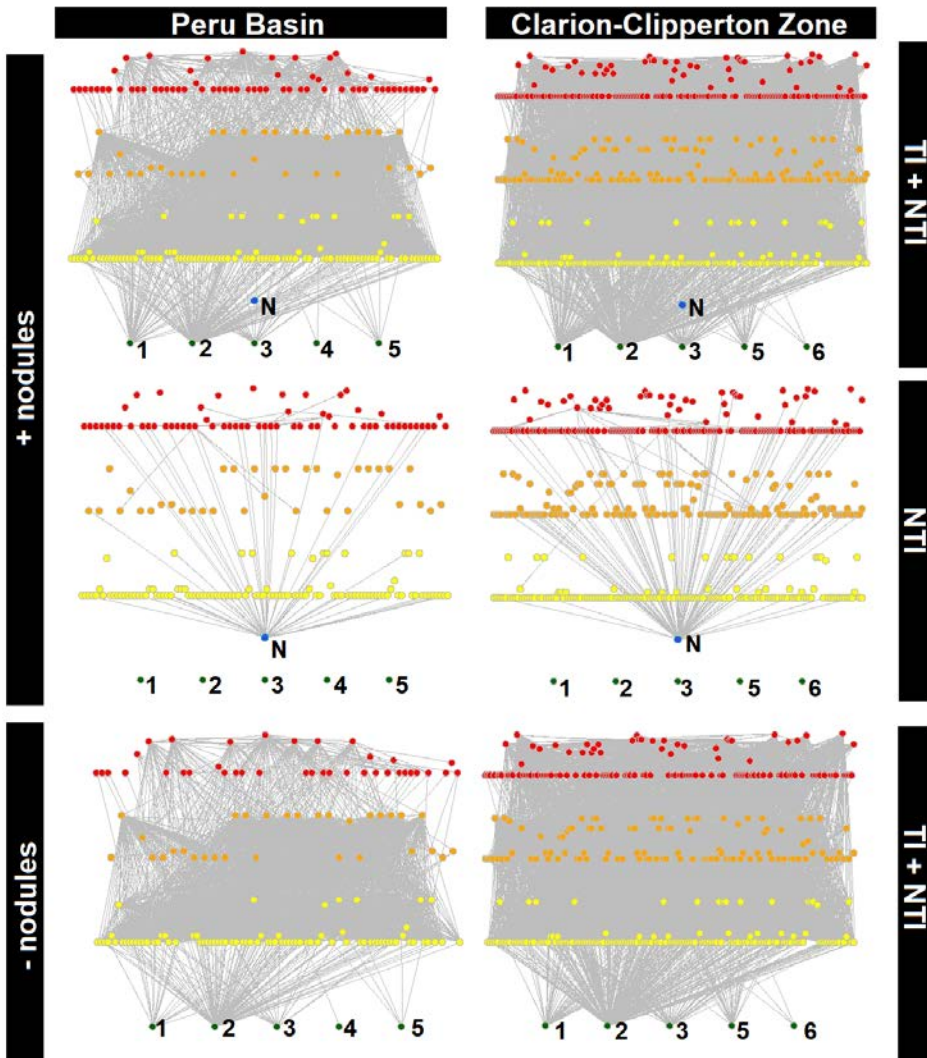 Peru Basin
Clarion-Clipperton Zone
+ nodules
TI + NTI
N
1 2 3 4 5
N
1 2 3 5 6
NTI
N
1 2 3 4 5
N
1 2 3 5 6
- nodules
TI + NTI
1 2 3 4 5
1 2 3 5 6